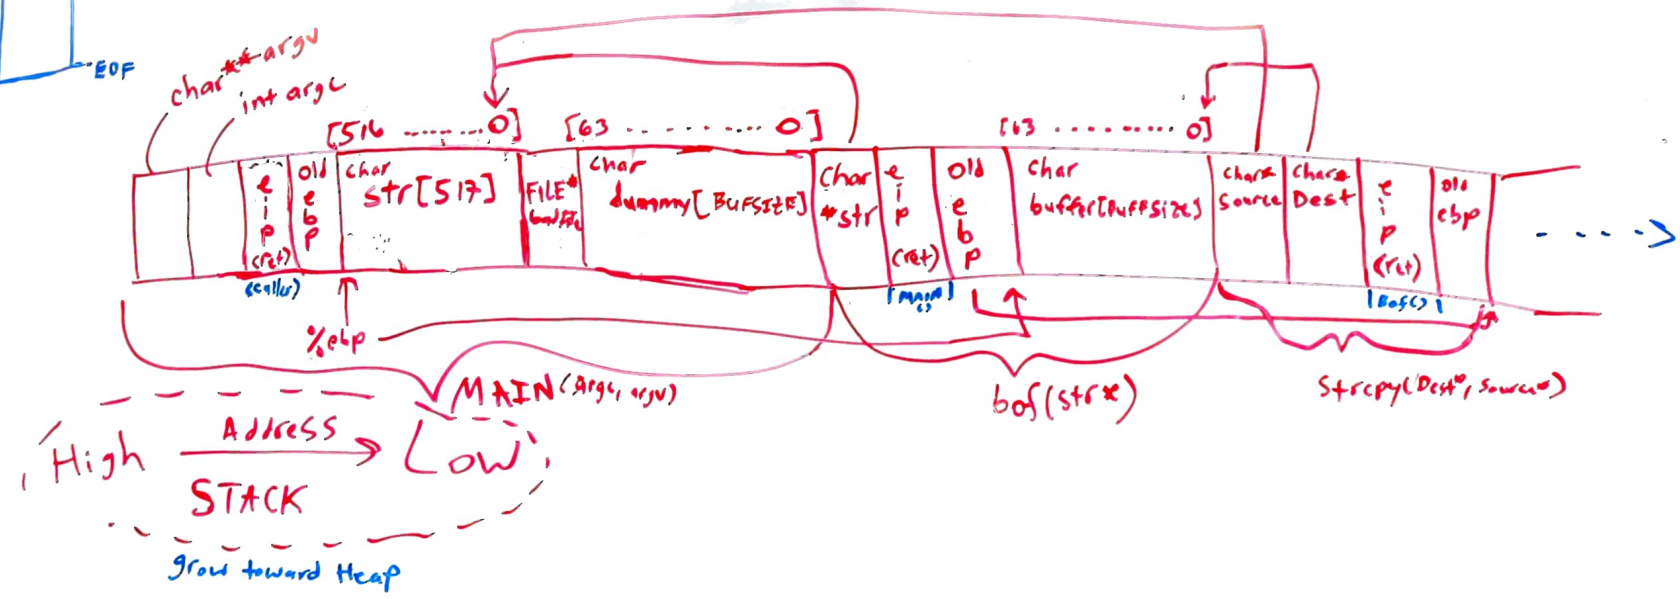 EOF
char** argv
int argc
[516 ........ 0]
[63 ............ 0]
[63 ........... 0]
e i p (ret)
old e b p
char str[517]
FILE*
char dummy[BUFSIZE]
char *str
e i p (ret)
old e b p
char buffer[BUFFSIZE]
char* Source
char* Dest
e i p (ret)
old ebp
(caller)
(MAIN ())
Bof()
%ebp
MAIN(Argc, argv)
bof(str*)
Strcpy(Dest*, Source*)
High
Address
Low
STACK
grow toward Heap